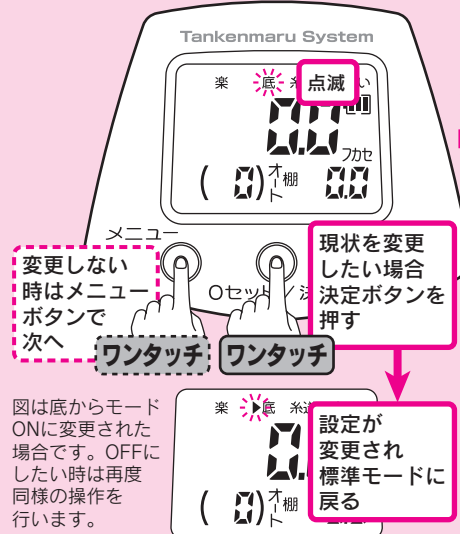 Tankenmaru System
楽 底 糸 い
点滅
0.0
フカセ
( 0) オート 棚 0.0
メニュー
0セット/決
変更しない
時はメニュー
ボタンで
次へ
現状を変更
したい場合
決定ボタンを
押す
ワンタッチ
ワンタッチ
図は底からモード
ONに変更された
場合です。OFFに
したい時は再度
同様の操作を
行います。
楽 ▶底 糸送
0.
( 0) オート 棚
設定が
変更され
標準モードに
戻る